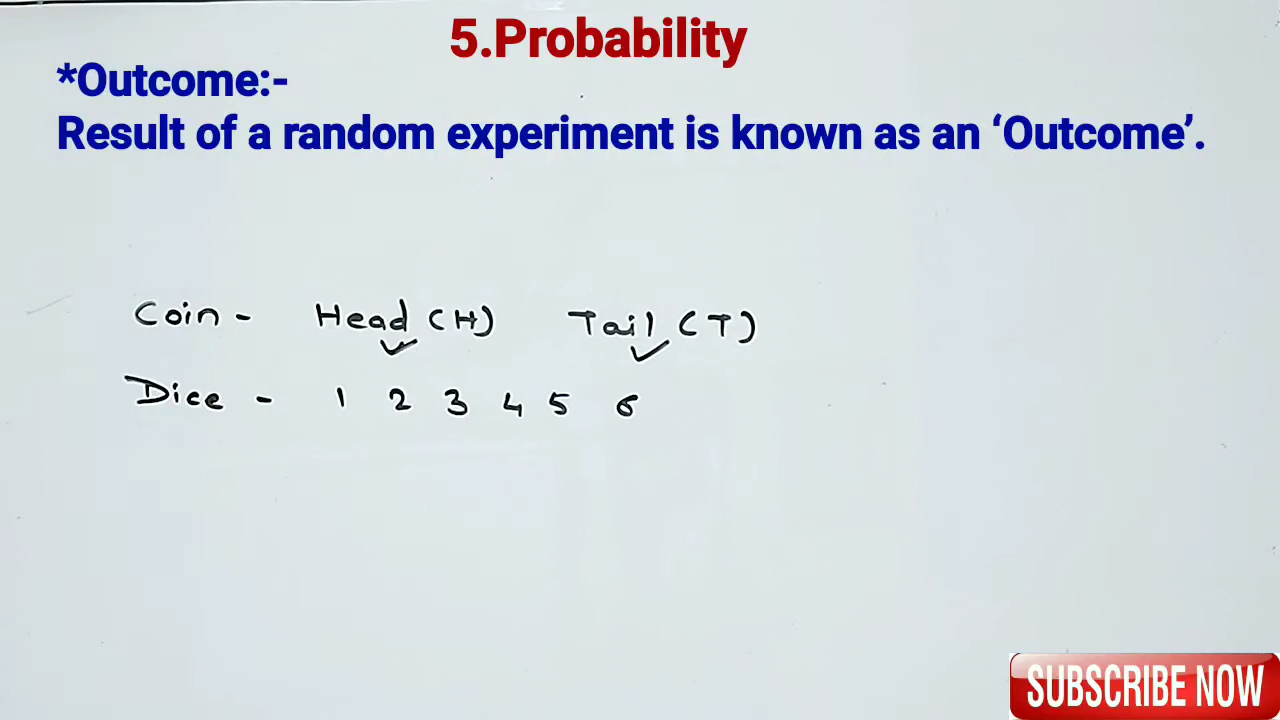 5.Probability
*Outcome:-
Result of a random experiment is known as an ‘Outcome’.
Coin - Head (H) Tail (T)
Dice - 1 2 3 4 5 6
SUBSCRIBE NOW